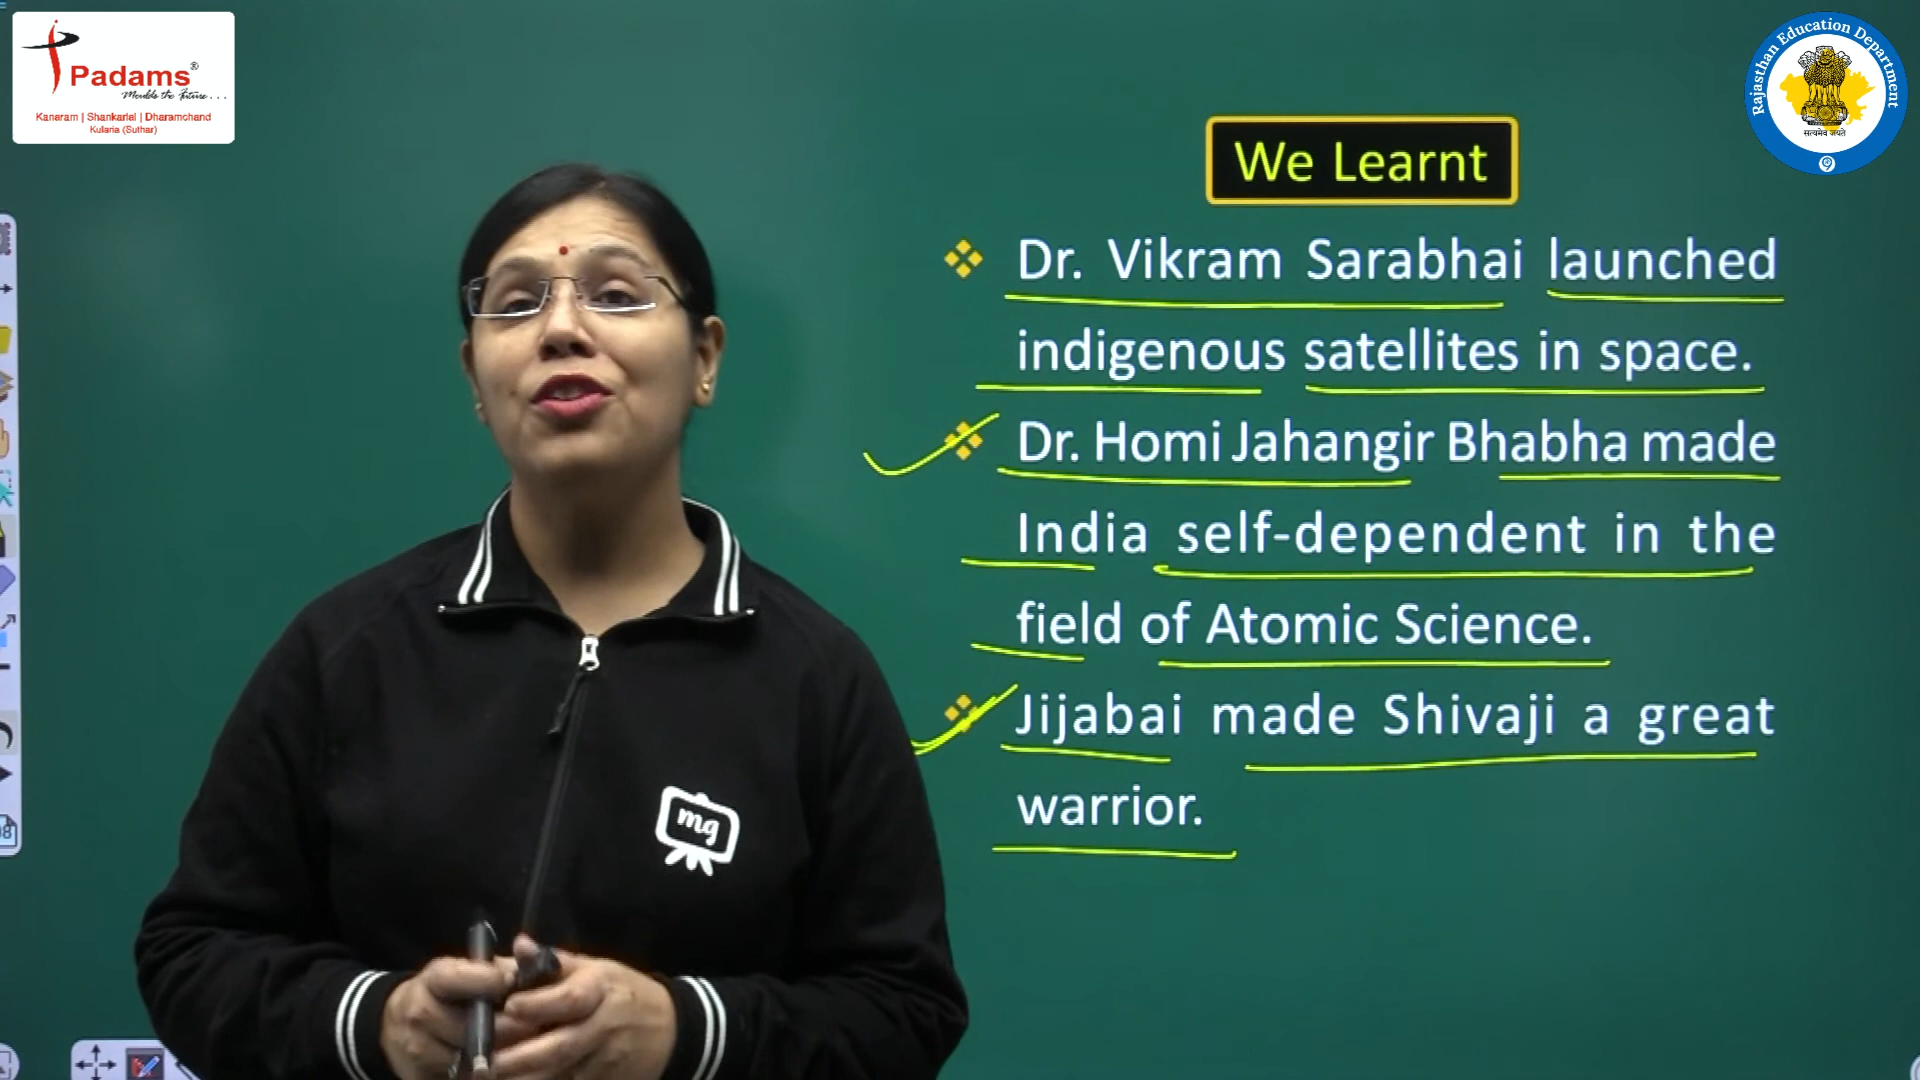 Padams®
Moulds the Future...
Kanaram | Shankarlal | Dharamchand
Kularia (Suthar)
Rajasthan Education Department
सत्यमेव जयते
We Learnt
Dr. Vikram Sarabhai launched
indigenous satellites in space.
Dr. Homi Jahangir Bhabha made
India self-dependent in the
field of Atomic Science.
Jijabai made Shivaji a great
warrior.
mg